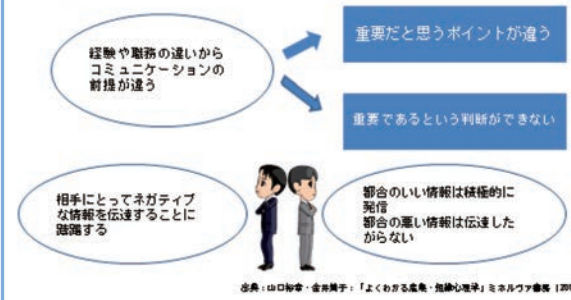 経験や職務の違いから
コミュニケーションの
前提が違う
重要だと思うポイントが違う
重要であるという判断ができない
相手にとってネガティブ
な情報を伝達することに
躊躇する
都合のいい情報は積極的に
発信
都合の悪い情報は伝達した
がらない
出典：山口裕幸・金井篤子：「よくわかる産業・組織心理学」ミネルヴァ書房